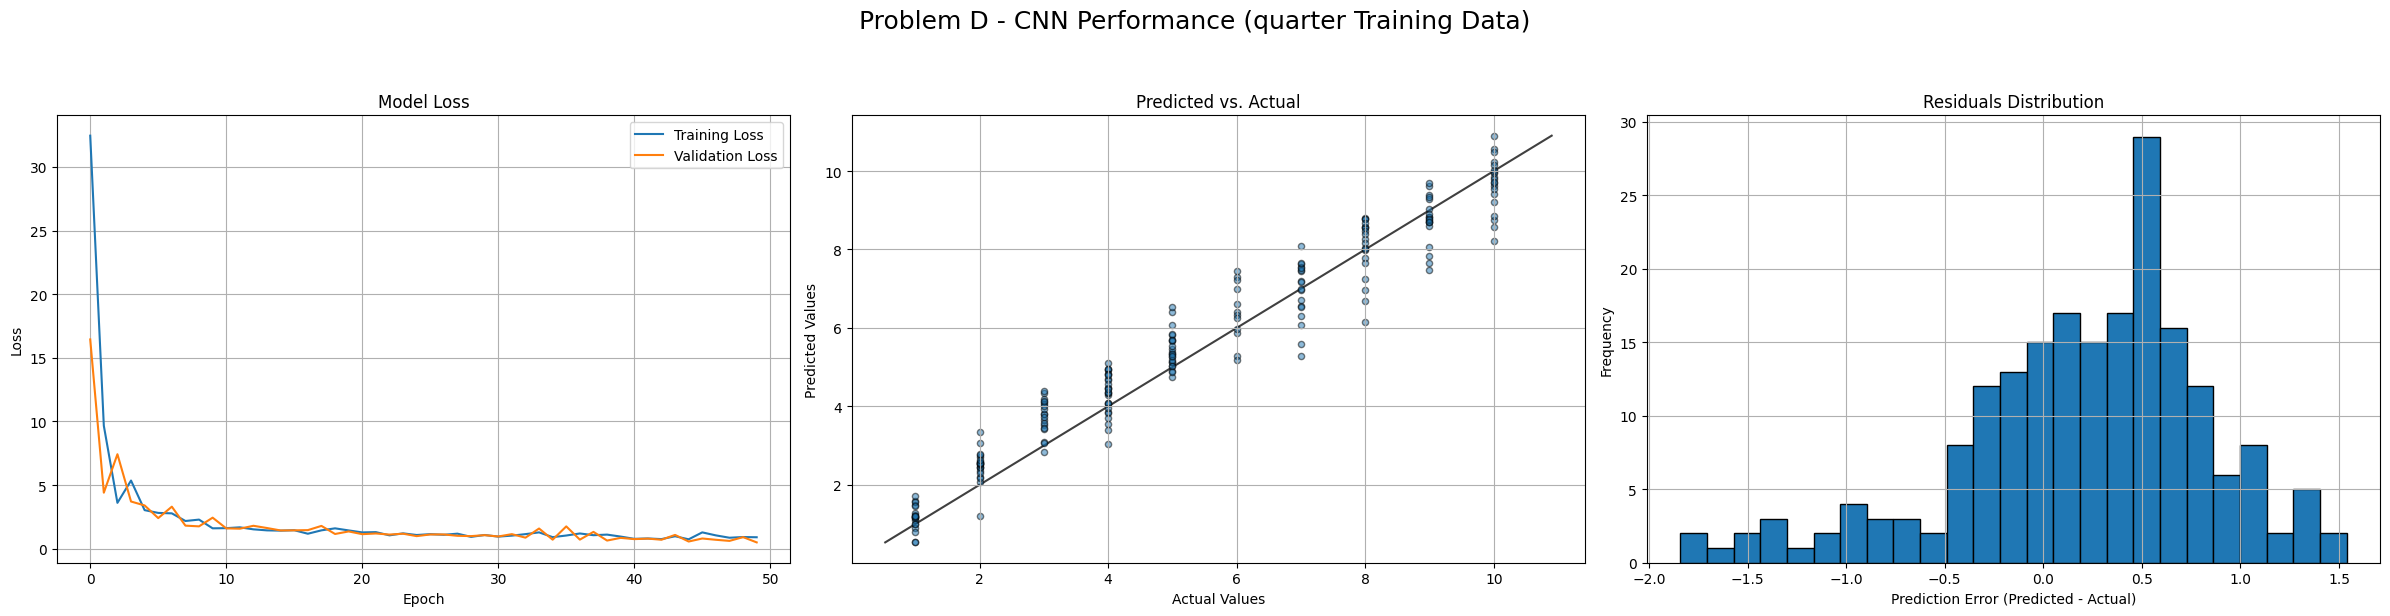 Problem D - CNN Performance (quarter Training Data)
Model Loss
Training Loss
Validation Loss
Loss
30
25
20
15
10
5
0
0 10 20 30 40 50
Epoch
Predicted vs. Actual
Predicted Values
10
8
6
4
2
2 4 6 8 10
Actual Values
Residuals Distribution
Frequency
30
25
20
15
10
5
0
−2.0 −1.5 −1.0 −0.5 0.0 0.5 1.0 1.5
Prediction Error (Predicted - Actual)